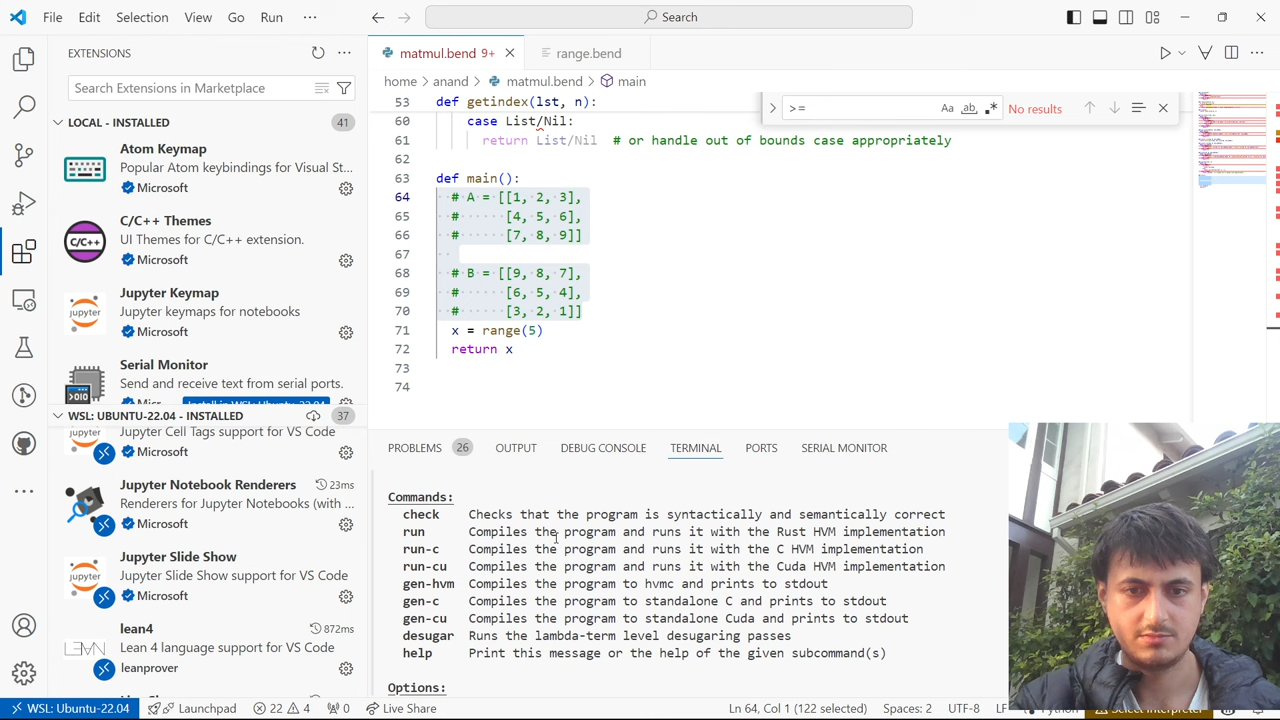 File Edit Selection View Go Run ··· Search
EXTENSIONS
Search Extensions in Marketplace
LOCAL - INSTALLED 41
Atom Keymap
Popular Atom keybindings for Visual S
Microsoft
C/C++ Themes
UI Themes for C/C++ extension.
Microsoft
Jupyter Keymap
Jupyter keymaps for notebooks
Microsoft
Serial Monitor
Send and receive text from serial ports.
WSL: UBUNTU-22.04 - INSTALLED 37
Jupyter Cell Tags support for VS Code
Microsoft
Jupyter Notebook Renderers 23ms
Renderers for Jupyter Notebooks (with ...
Microsoft
Jupyter Slide Show
Jupyter Slide Show support for VS Code
Microsoft
lean4 872ms
Lean 4 language support for VS Code
leanprover
matmul.bend 9+ range.bend
home > anand > matmul.bend > main
>= No results
53 def getindex(lst, n):
60 case List/Nil:
61 return List/Nil # or handle out of bounds case appropriately
62
63 def main():
64 # A = [[1, 2, 3],
65 # [4, 5, 6],
66 # [7, 8, 9]]
67
68 # B = [[9, 8, 7],
69 # [6, 5, 4],
70 # [3, 2, 1]]
71 x = range(5)
72 return x
73
74
PROBLEMS 26 OUTPUT DEBUG CONSOLE TERMINAL PORTS SERIAL MONITOR
Commands:
check Checks that the program is syntactically and semantically correct
run Compiles the program and runs it with the Rust HVM implementation
run-c Compiles the program and runs it with the C HVM implementation
run-cu Compiles the program and runs it with the Cuda HVM implementation
gen-hvm Compiles the program to hvmc and prints to stdout
gen-c Compiles the program to standalone C and prints to stdout
gen-cu Compiles the program to standalone Cuda and prints to stdout
desugar Runs the lambda-term level desugaring passes
help Print this message or the help of the given subcommand(s)
Options:
WSL: Ubuntu-22.04 Launchpad 22 4 0 Live Share Ln 64, Col 1 (122 selected) Spaces: 2 UTF-8